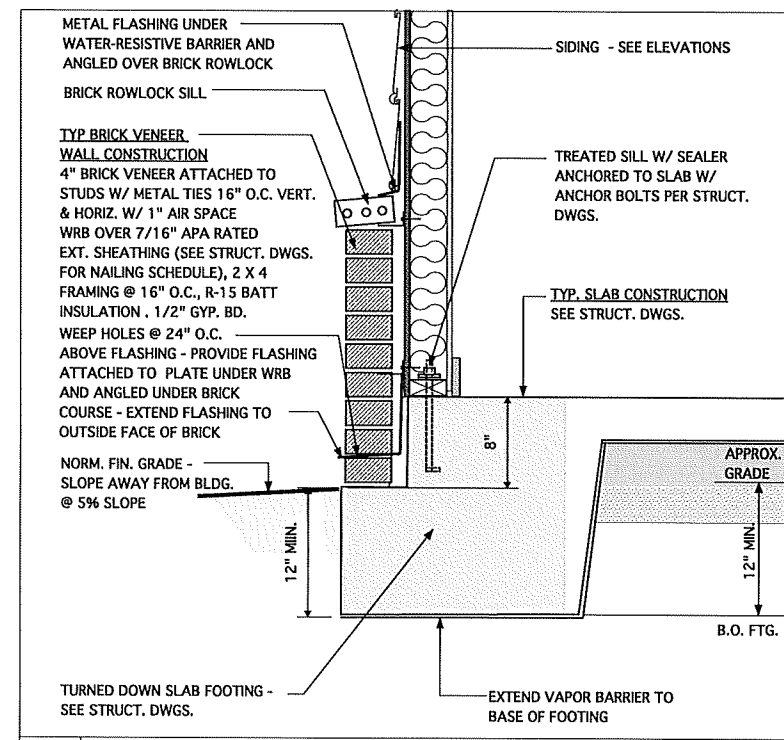 METAL FLASHING UNDER
WATER-RESISTIVE BARRIER AND
ANGLED OVER BRICK ROWLOCK
BRICK ROWLOCK SILL
TYP BRICK VENEER
WALL CONSTRUCTION
4" BRICK VENEER ATTACHED TO
STUDS W/ METAL TIES 16" O.C. VERT.
& HORIZ. W/ 1" AIR SPACE
WRB OVER 7/16" APA RATED
EXT. SHEATHING (SEE STRUCT. DWGS.
FOR NAILING SCHEDULE), 2 X 4
FRAMING @ 16" O.C., R-15 BATT
INSULATION . 1/2" GYP. BD.
WEEP HOLES @ 24" O.C.
ABOVE FLASHING - PROVIDE FLASHING
ATTACHED TO PLATE UNDER WRB
AND ANGLED UNDER BRICK
COURSE - EXTEND FLASHING TO
OUTSIDE FACE OF BRICK
NORM. FIN. GRADE -
SLOPE AWAY FROM BLDG.
@ 5% SLOPE
12" MIIN.
TURNED DOWN SLAB FOOTING -
SEE STRUCT. DWGS.
SIDING - SEE ELEVATIONS
TREATED SILL W/ SEALER
ANCHORED TO SLAB W/
ANCHOR BOLTS PER STRUCT.
DWGS.
TYP. SLAB CONSTRUCTION
SEE STRUCT. DWGS.
8"
APPROX.
GRADE
12" MIN.
B.O. FTG.
EXTEND VAPOR BARRIER TO
BASE OF FOOTING